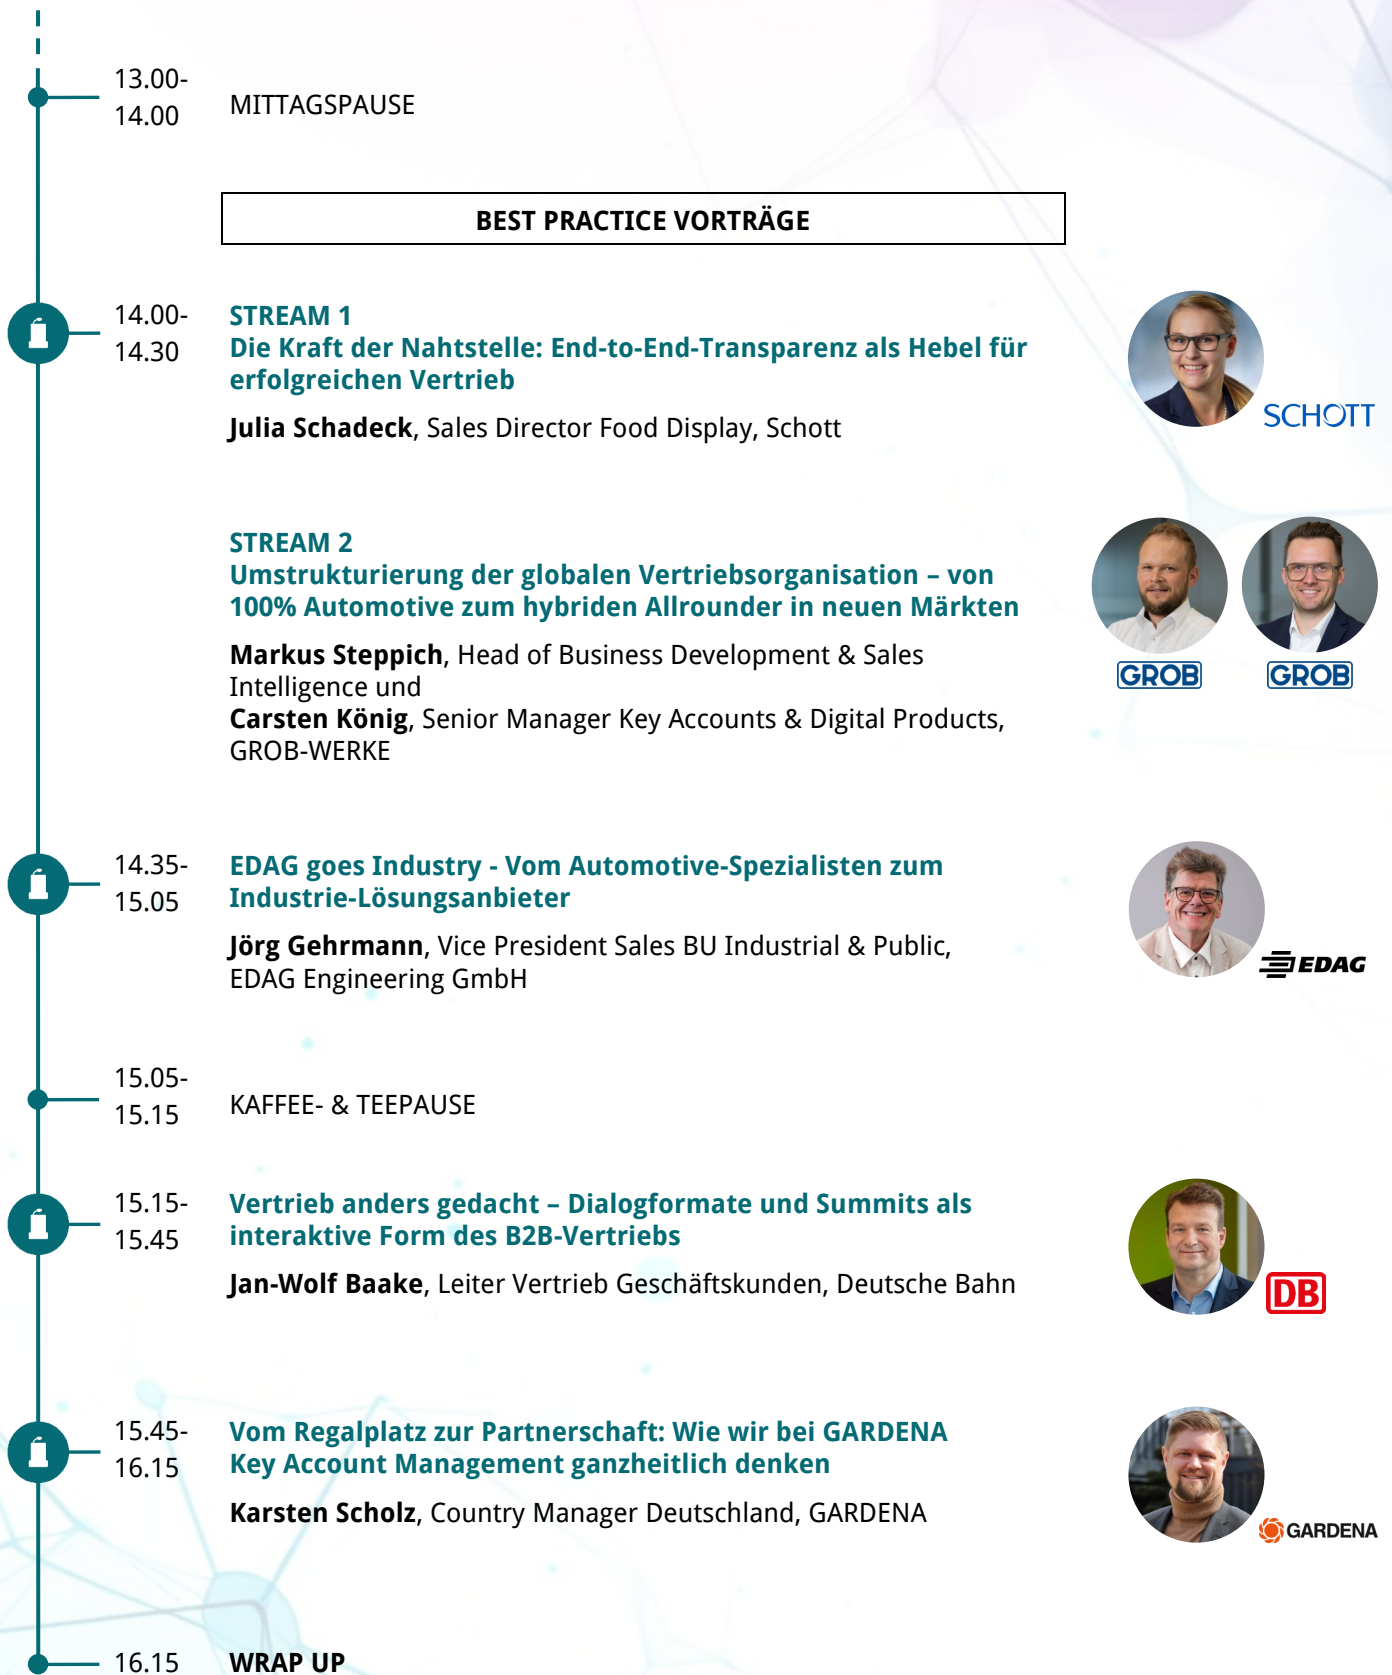 13.00-
14.00
MITTAGSPAUSE
BEST PRACTICE VORTRÄGE
14.00-
14.30
STREAM 1
Die Kraft der Nahtstelle: End-to-End-Transparenz als Hebel für
erfolgreichen Vertrieb
Julia Schadeck, Sales Director Food Display, Schott
SCHOTT
STREAM 2
Umstrukturierung der globalen Vertriebsorganisation – von
100% Automotive zum hybriden Allrounder in neuen Märkten
Markus Steppich, Head of Business Development & Sales
Intelligence und
Carsten König, Senior Manager Key Accounts & Digital Products,
GROB-WERKE
GROB
GROB
14.35-
15.05
EDAG goes Industry - Vom Automotive-Spezialisten zum
Industrie-Lösungsanbieter
Jörg Gehrmann, Vice President Sales BU Industrial & Public,
EDAG Engineering GmbH
EDAG
15.05-
15.15
KAFFEE- & TEEPAUSE
15.15-
15.45
Vertrieb anders gedacht – Dialogformate und Summits als
interaktive Form des B2B-Vertriebs
Jan-Wolf Baake, Leiter Vertrieb Geschäftskunden, Deutsche Bahn
DB
15.45-
16.15
Vom Regalplatz zur Partnerschaft: Wie wir bei GARDENA
Key Account Management ganzheitlich denken
Karsten Scholz, Country Manager Deutschland, GARDENA
GARDENA
16.15
WRAP UP